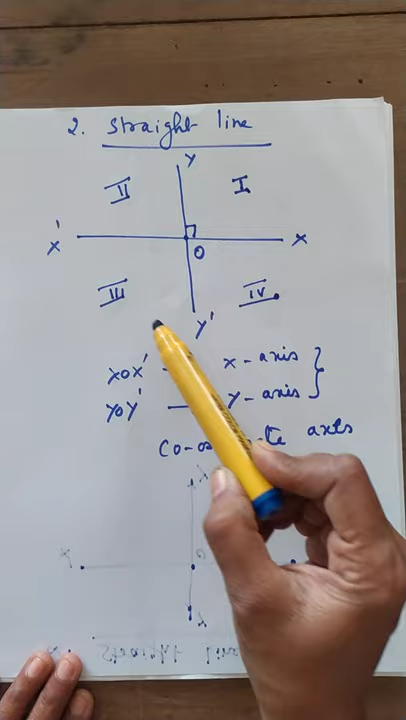 2. Straight line
Y
II I
X' X
O
III IV
Y'
XOX' - X-axis }
YOY' - Y-axis
axes